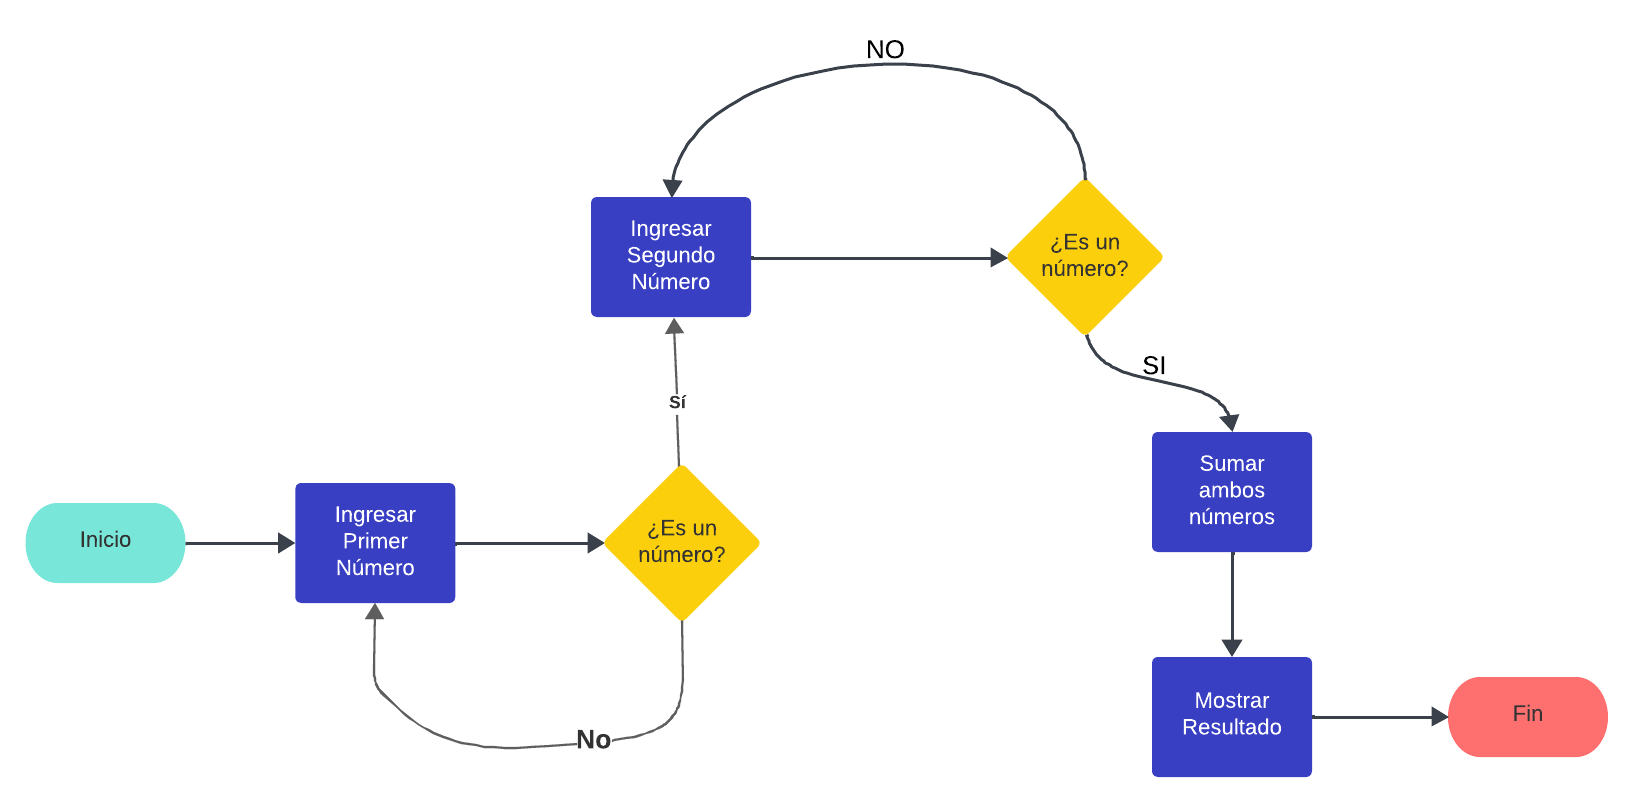 Inicio
Ingresar
Primer
Número
¿Es un
número?
No
Sí
Ingresar
Segundo
Número
¿Es un
número?
NO
SI
Sumar
ambos
números
Mostrar
Resultado
Fin